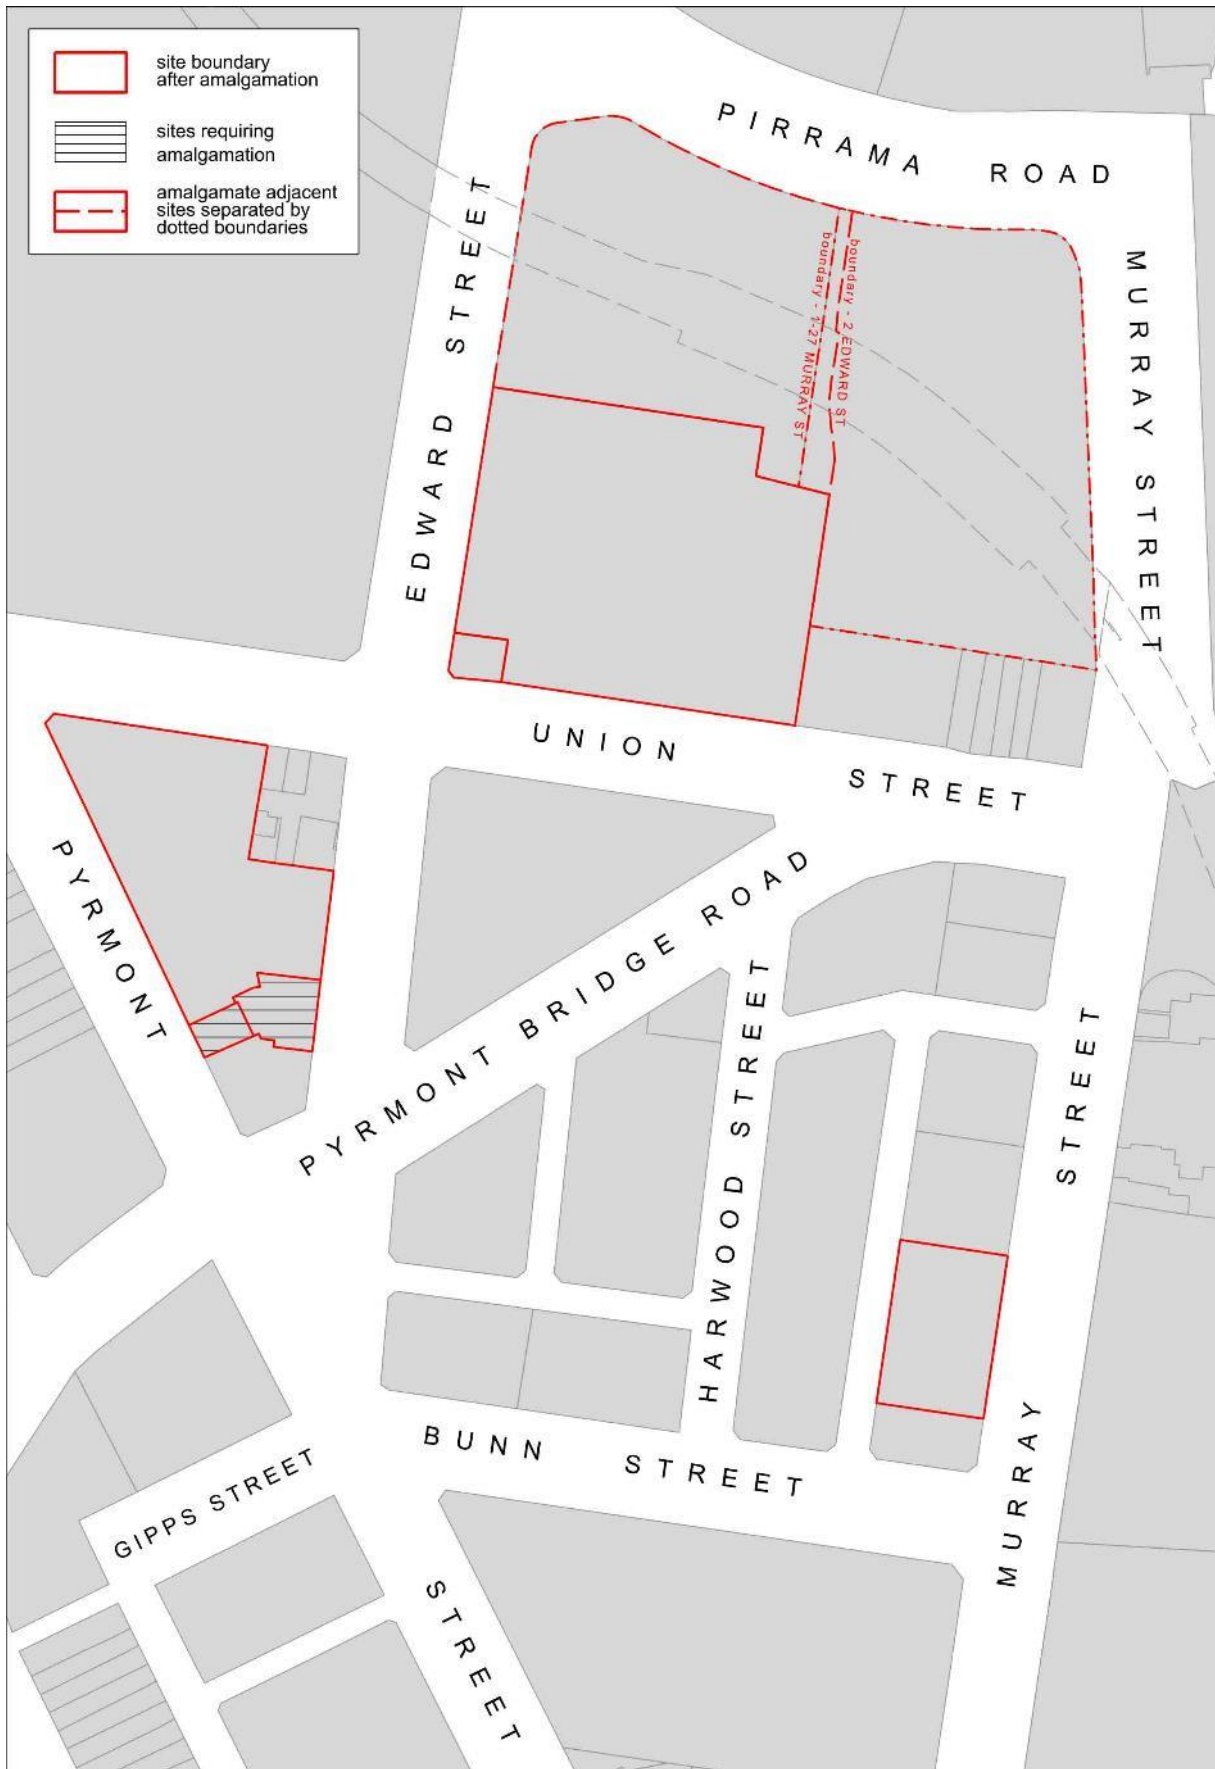 site boundary
after amalgamation
sites requiring
amalgamation
amalgamate adjacent
sites separated by
dotted boundaries
PIRRAMA ROAD
MURRAY STREET
EDWARD STREET
boundary - 1-27 MURRAY ST
boundary - 2 EDWARD ST
UNION STREET
PYRMONT
PYRMONT BRIDGE ROAD
HARWOOD STREET
STREET
MURRAY
BUNN STREET
GIPPS STREET
STREET